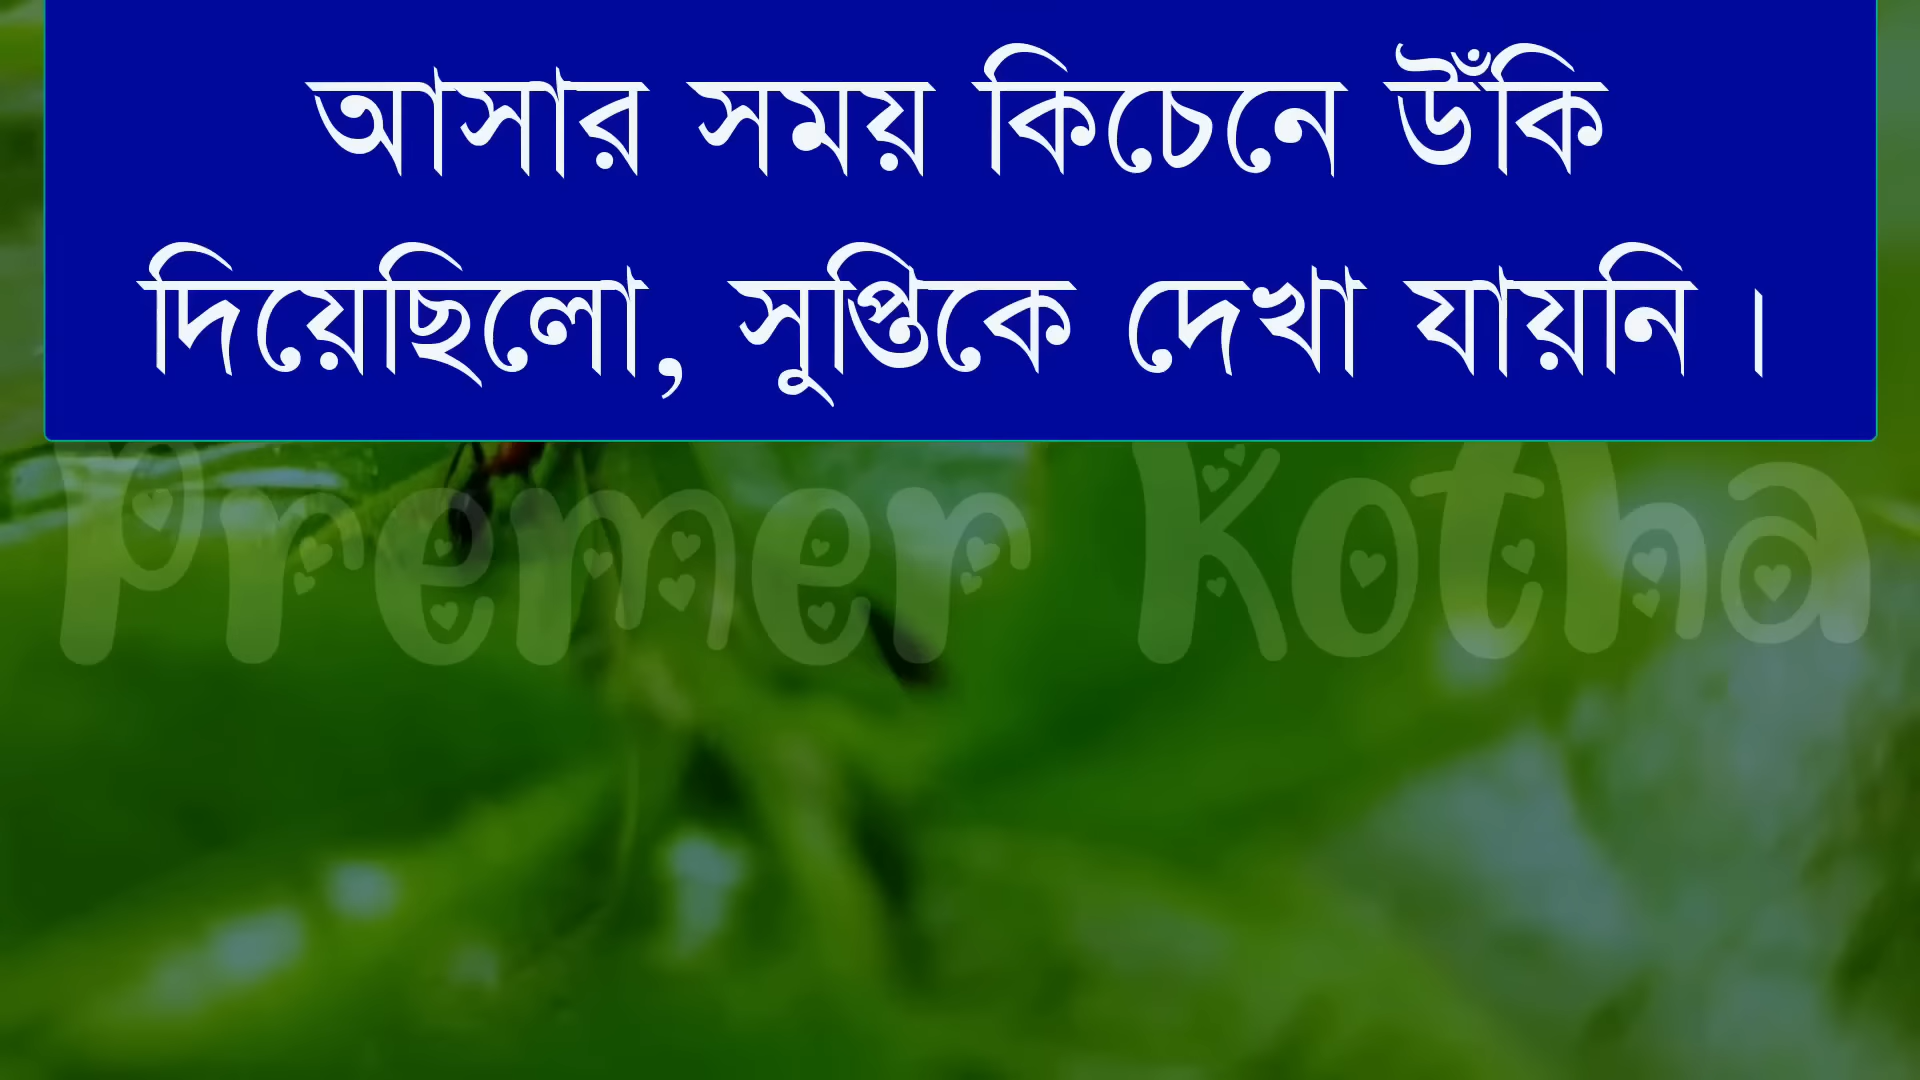 আসার সময় কিচেনে উঁকি
দিয়েছিলো, সুপ্তিকে দেখা যায়নি ।
Premer Kotha